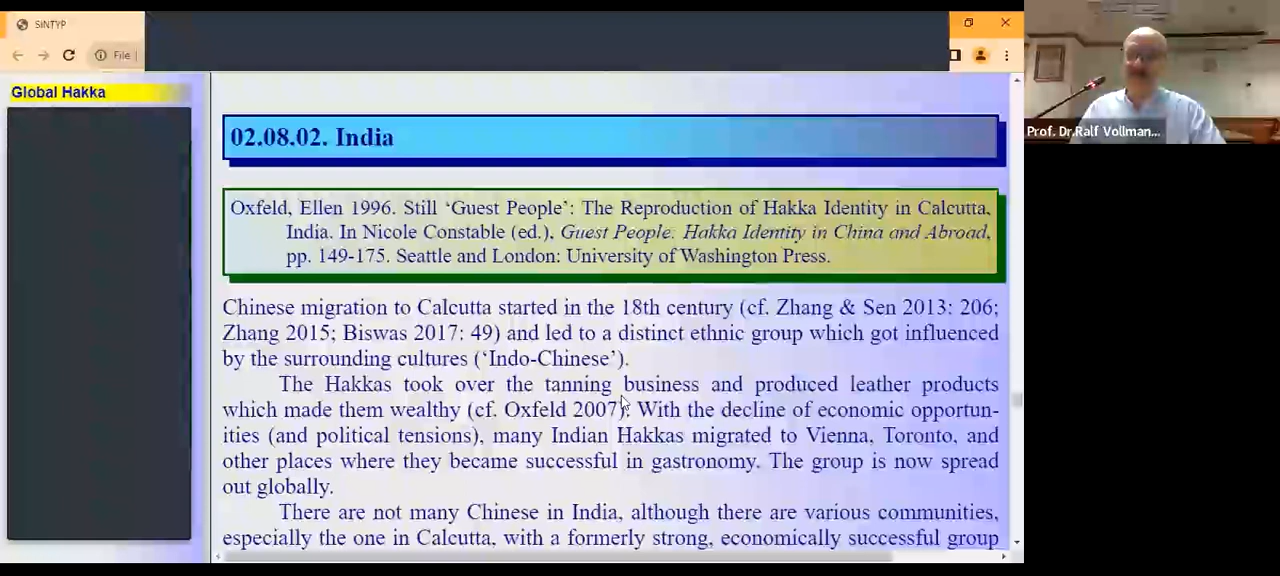 SiNTYP
File
Global Hakka
02.08.02. India
Oxfeld, Ellen 1996. Still ‘Guest People’: The Reproduction of Hakka Identity in Calcutta,
India. In Nicole Constable (ed.), Guest People. Hakka Identity in China and Abroad,
pp. 149-175. Seattle and London: University of Washington Press.
Chinese migration to Calcutta started in the 18th century (cf. Zhang & Sen 2013: 206;
Zhang 2015; Biswas 2017: 49) and led to a distinct ethnic group which got influenced
by the surrounding cultures (‘Indo-Chinese’).
The Hakkas took over the tanning business and produced leather products
which made them wealthy (cf. Oxfeld 2007). With the decline of economic opportun-
ities (and political tensions), many Indian Hakkas migrated to Vienna, Toronto, and
other places where they became successful in gastronomy. The group is now spread
out globally.
There are not many Chinese in India, although there are various communities,
especially the one in Calcutta, with a formerly strong, economically successful group
Prof. Dr.Ralf Vollman...